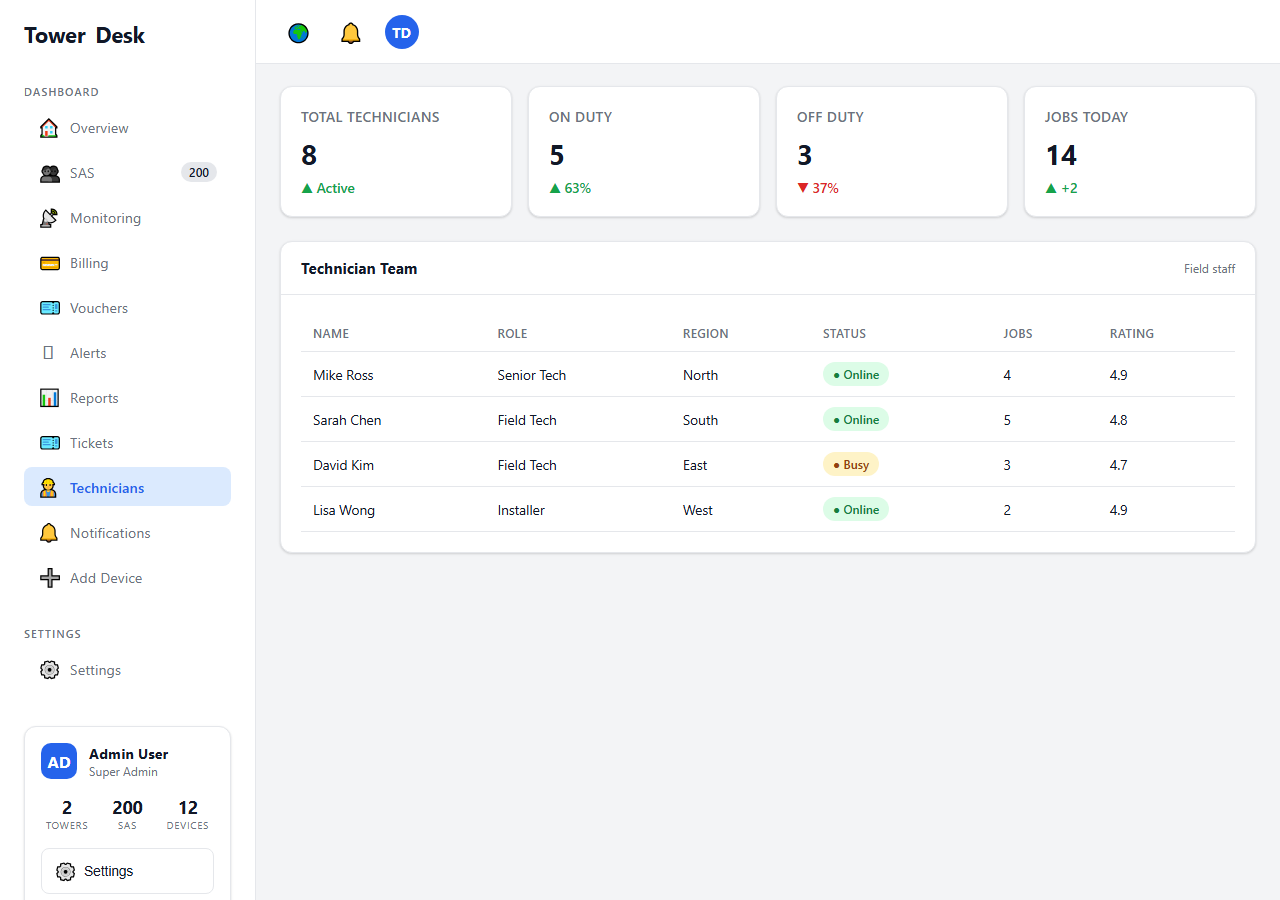 Tower Desk
DASHBOARD
Overview
SAS 200
Monitoring
Billing
Vouchers
Alerts
Reports
Tickets
Technicians
Notifications
Add Device
SETTINGS
Settings
AD
Admin User
Super Admin
2 200 12
TOWERS SAS DEVICES
Settings
TD
TOTAL TECHNICIANS
8
▲ Active
ON DUTY
5
▲ 63%
OFF DUTY
3
▼ 37%
JOBS TODAY
14
▲ +2
Technician Team Field staff
NAME ROLE REGION STATUS JOBS RATING
Mike Ross Senior Tech North ● Online 4 4.9
Sarah Chen Field Tech South ● Online 5 4.8
David Kim Field Tech East ● Busy 3 4.7
Lisa Wong Installer West ● Online 2 4.9